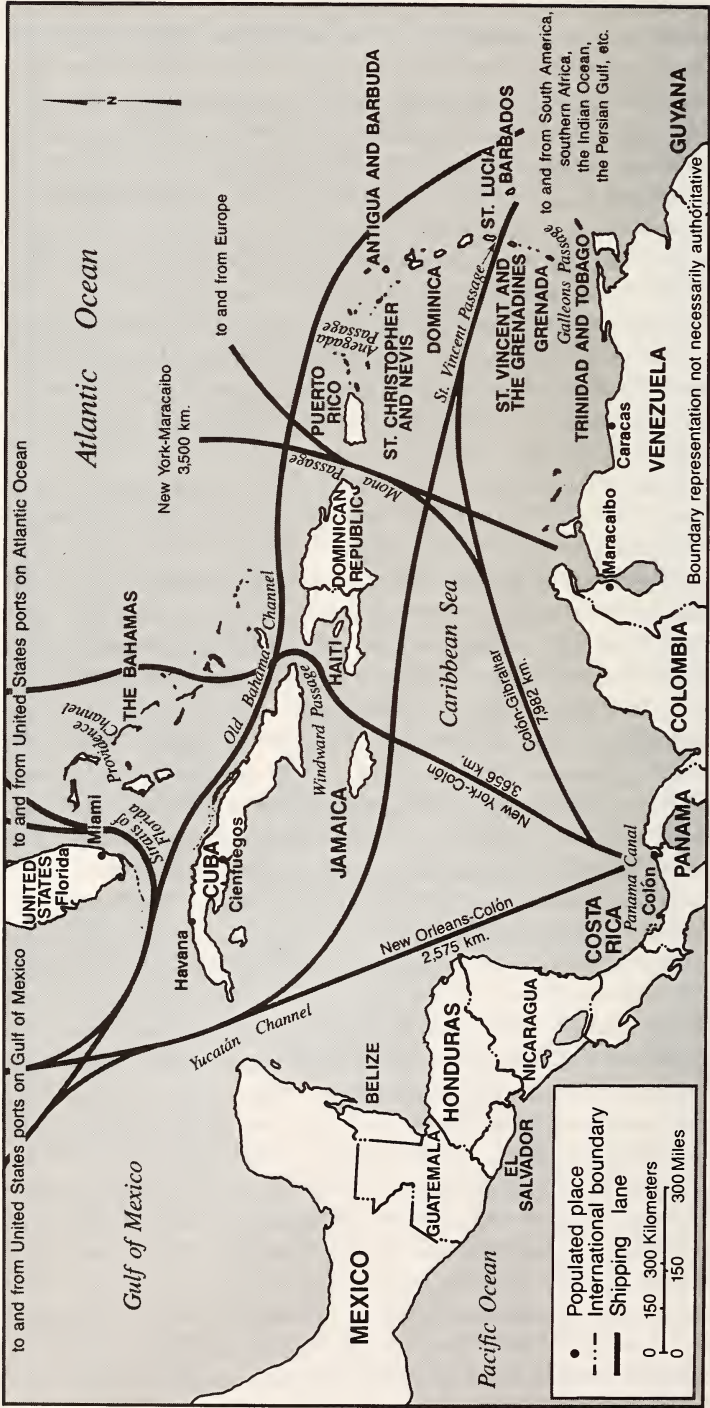 to and from United States ports on Gulf of Mexico
to and from United States ports on Atlantic Ocean
Atlantic Ocean
N
UNITED
STATES
Florida
Miami
Straits of
Florida
Providence
Channel
THE BAHAMAS
New York-Maracaibo
3,500 km.
to and from Europe
Gulf of Mexico
Havana
CUBA
Cienfuegos
Old Bahama Channel
Windward Passage
HAITI
DOMINICAN
REPUBLIC
Mona Passage
PUERTO
RICO
Anegada
Passage
ANTIGUA AND BARBUDA
ST. CHRISTOPHER
AND NEVIS
DOMINICA
St. Vincent Passage
ST. LUCIA
BARBADOS
ST. VINCENT AND
THE GRENADINES
GRENADA
Galleons Passage
TRINIDAD AND TOBAGO
to and from South America,
southern Africa,
the Indian Ocean,
the Persian Gulf, etc.
Yucatán Channel
JAMAICA
Caribbean Sea
New Orleans-Colón
2,575 km.
New York-Colón
3,656 km.
Colón-Gibraltar
7,982 km.
MEXICO
BELIZE
GUATEMALA
HONDURAS
EL
SALVADOR
NICARAGUA
COSTA
RICA
Panama Canal
Colón
PANAMA
COLOMBIA
Maracaibo
Caracas
VENEZUELA
GUYANA
Pacific Ocean
Populated place
International boundary
Shipping lane
0 150 300 Kilometers
0 150 300 Miles
Boundary representation not necessarily authoritative